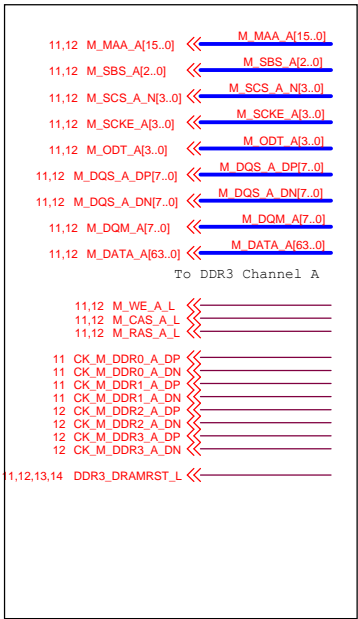 11,12 M_MAA_A[15..0] M_MAA_A[15..0]
11,12 M_SBS_A[2..0] M_SBS_A[2..0]
11,12 M_SCS_A_N[3..0] M_SCS_A_N[3..0]
11,12 M_SCKE_A[3..0] M_SCKE_A[3..0]
11,12 M_ODT_A[3..0] M_ODT_A[3..0]
11,12 M_DQS_A_DP[7..0] M_DQS_A_DP[7..0]
11,12 M_DQS_A_DN[7..0] M_DQS_A_DN[7..0]
11,12 M_DQM_A[7..0] M_DQM_A[7..0]
11,12 M_DATA_A[63..0] M_DATA_A[63..0]
To DDR3 Channel A
11,12 M_WE_A_L
11,12 M_CAS_A_L
11,12 M_RAS_A_L
11 CK_M_DDR0_A_DP
11 CK_M_DDR0_A_DN
11 CK_M_DDR1_A_DP
11 CK_M_DDR1_A_DN
12 CK_M_DDR2_A_DP
12 CK_M_DDR2_A_DN
12 CK_M_DDR3_A_DP
12 CK_M_DDR3_A_DN
11,12,13,14 DDR3_DRAMRST_L